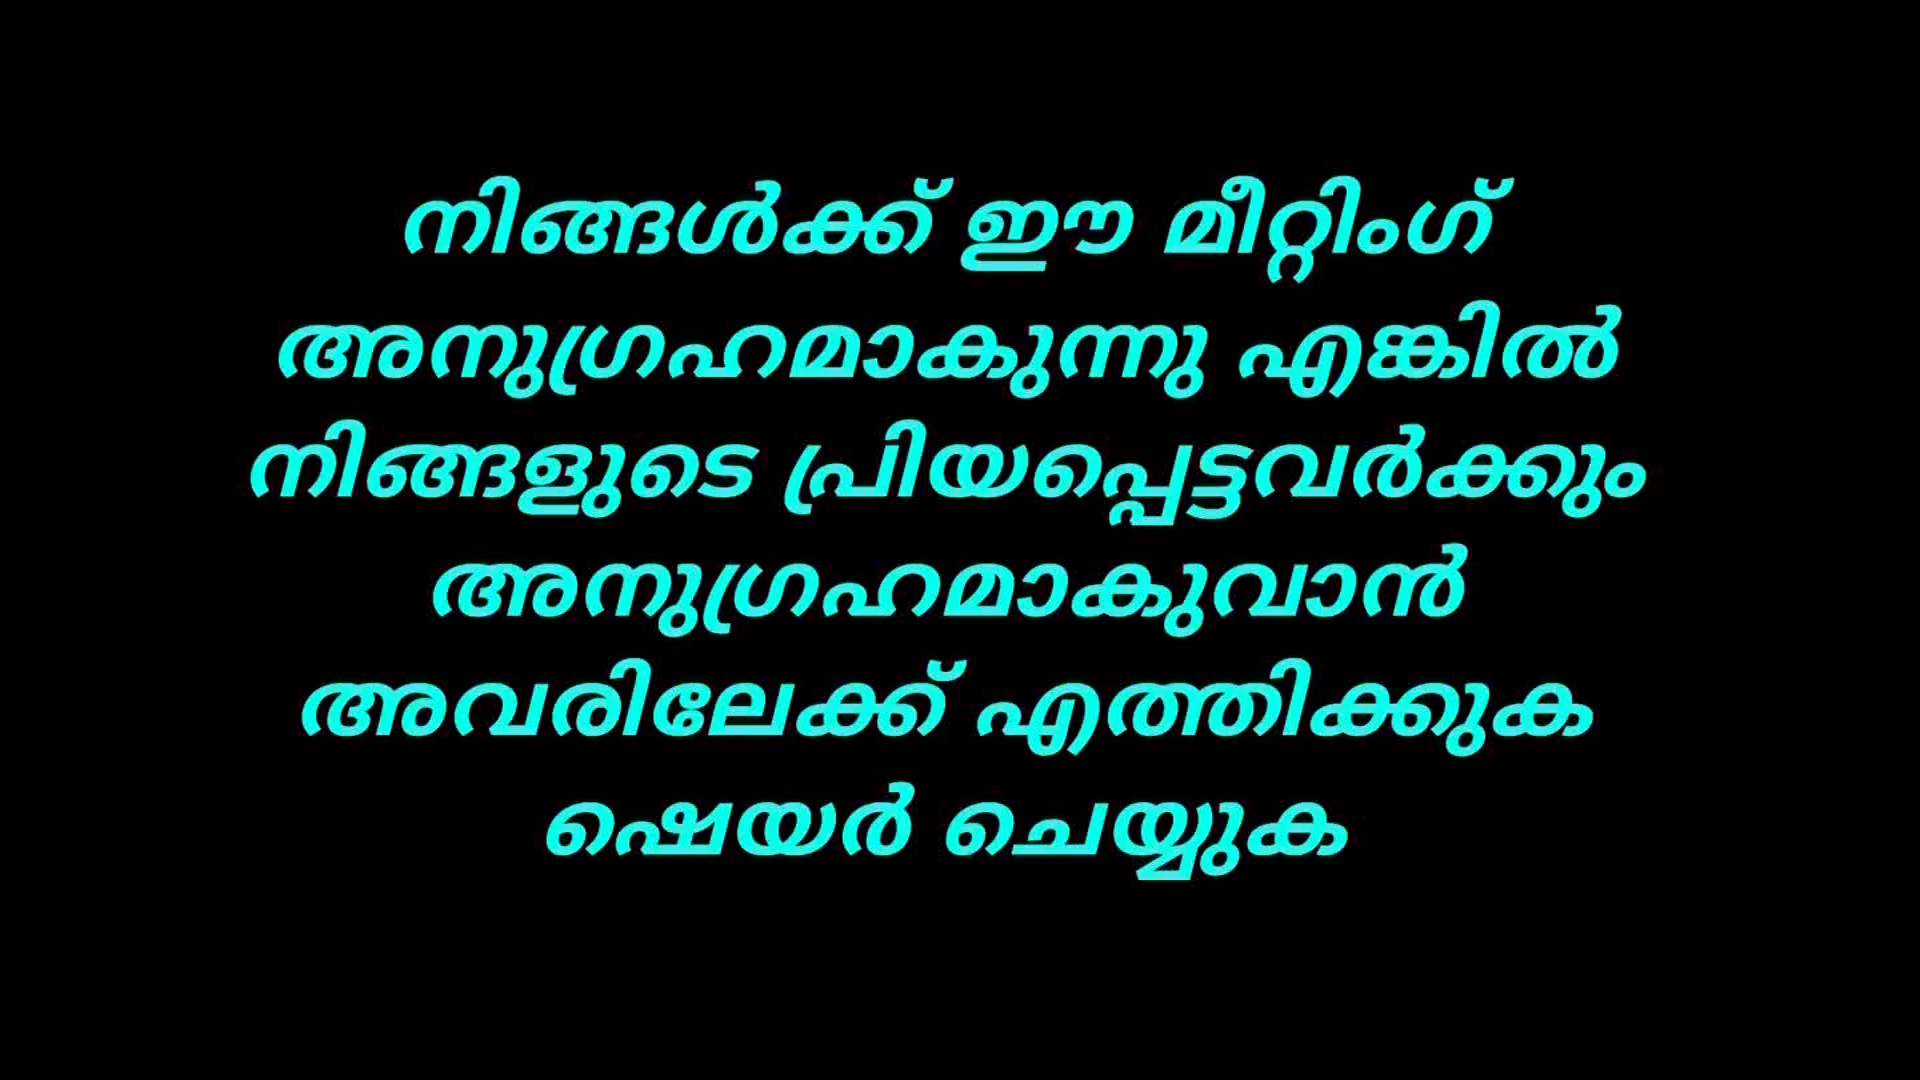 നിങ്ങൾക്ക് ഈ മീറ്റിംഗ്
അനുഗ്രഹമാകുന്നു എങ്കിൽ
നിങ്ങളുടെ പ്രിയപ്പെട്ടവർക്കും
അനുഗ്രഹമാകുവാൻ
അവരിലേക്ക് എത്തിക്കുക
ഷെയർ ചെയ്യുക